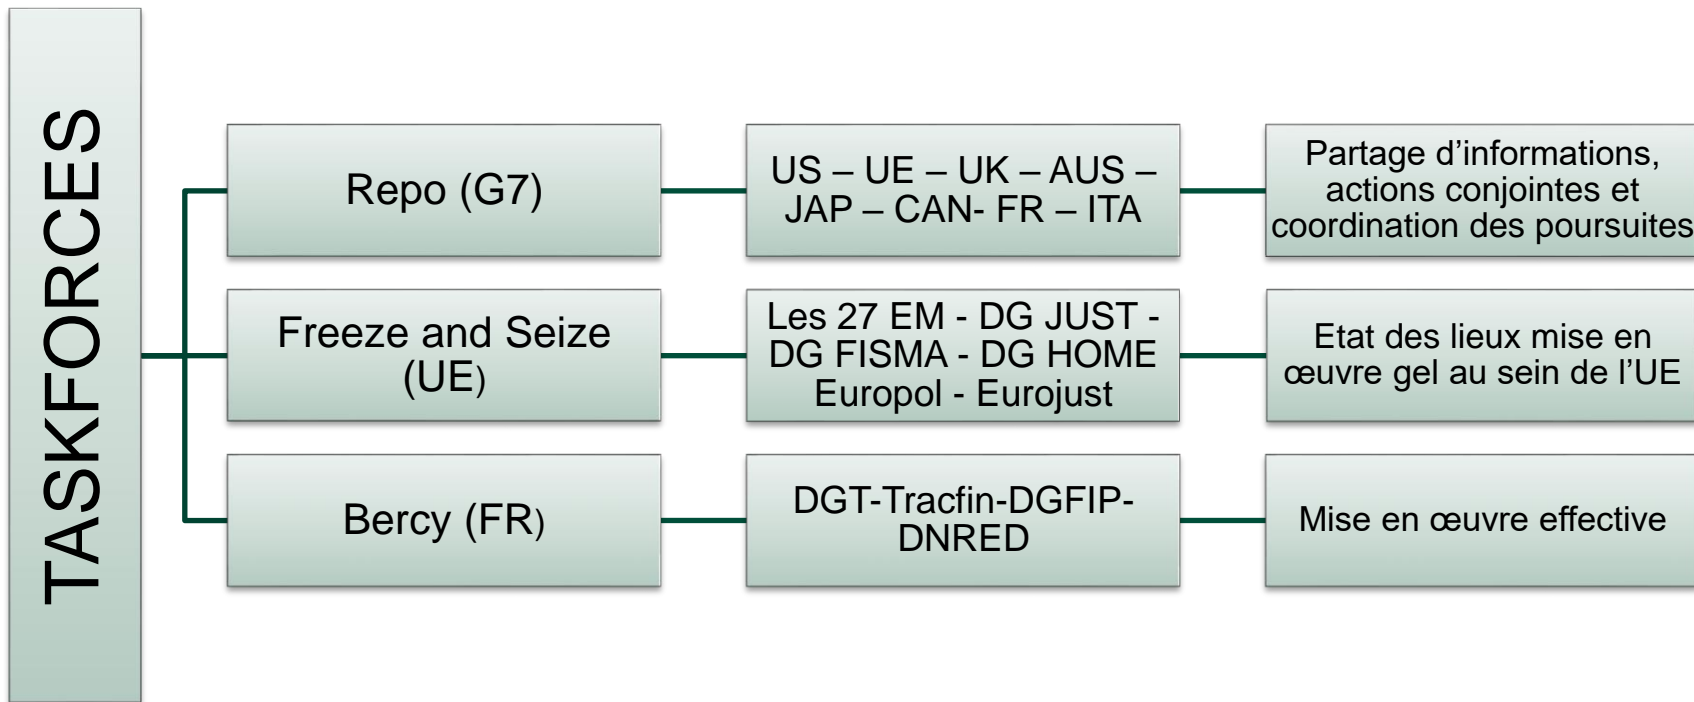 TASKFORCES
Repo (G7)
US – UE – UK – AUS –
JAP – CAN- FR – ITA
Partage d’informations,
actions conjointes et
coordination des poursuites
Freeze and Seize
(UE)
Les 27 EM - DG JUST -
DG FISMA - DG HOME
Europol - Eurojust
Etat des lieux mise en
œuvre gel au sein de l’UE
Bercy (FR)
DGT-Tracfin-DGFIP-
DNRED
Mise en œuvre effective